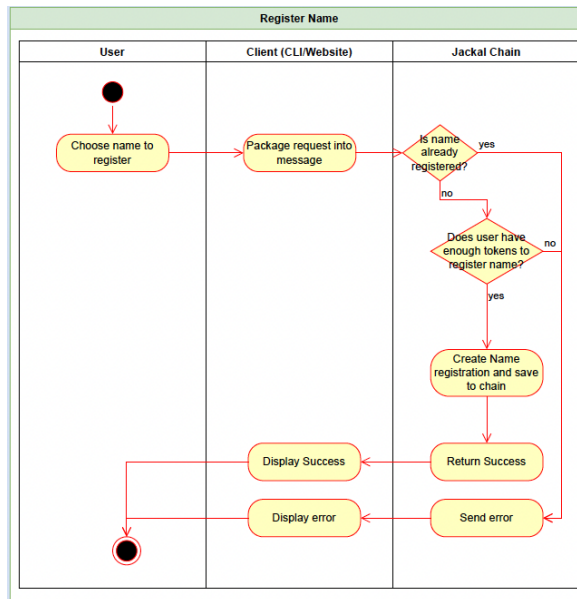 Register Name
User
Client (CLI/Website)
Jackal Chain
Choose name to
register
Package request into
message
Is name
already
registered?
yes
no
Does user have
enough tokens to
register name?
no
yes
Create Name
registration and save
to chain
Display Success
Return Success
Display error
Send error